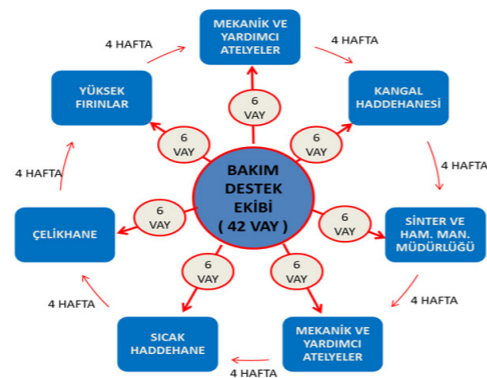 MEKANİK VE
YARDIMCI
ATELYELER
4 HAFTA
4 HAFTA
YÜKSEK
FIRINLAR
KANGAL
HADDEHANESİ
6
VAY
6
VAY
6
VAY
4 HAFTA
4 HAFTA
BAKIM
DESTEK
EKİBİ
( 42 VAY )
ÇELİKHANE
6
VAY
6
VAY
SİNTER VE
HAM. MAN.
MÜDÜRLÜĞÜ
6
VAY
6
VAY
4 HAFTA
4 HAFTA
SICAK
HADDEHANE
MEKANİK VE
YARDIMCI
ATELYELER
4 HAFTA